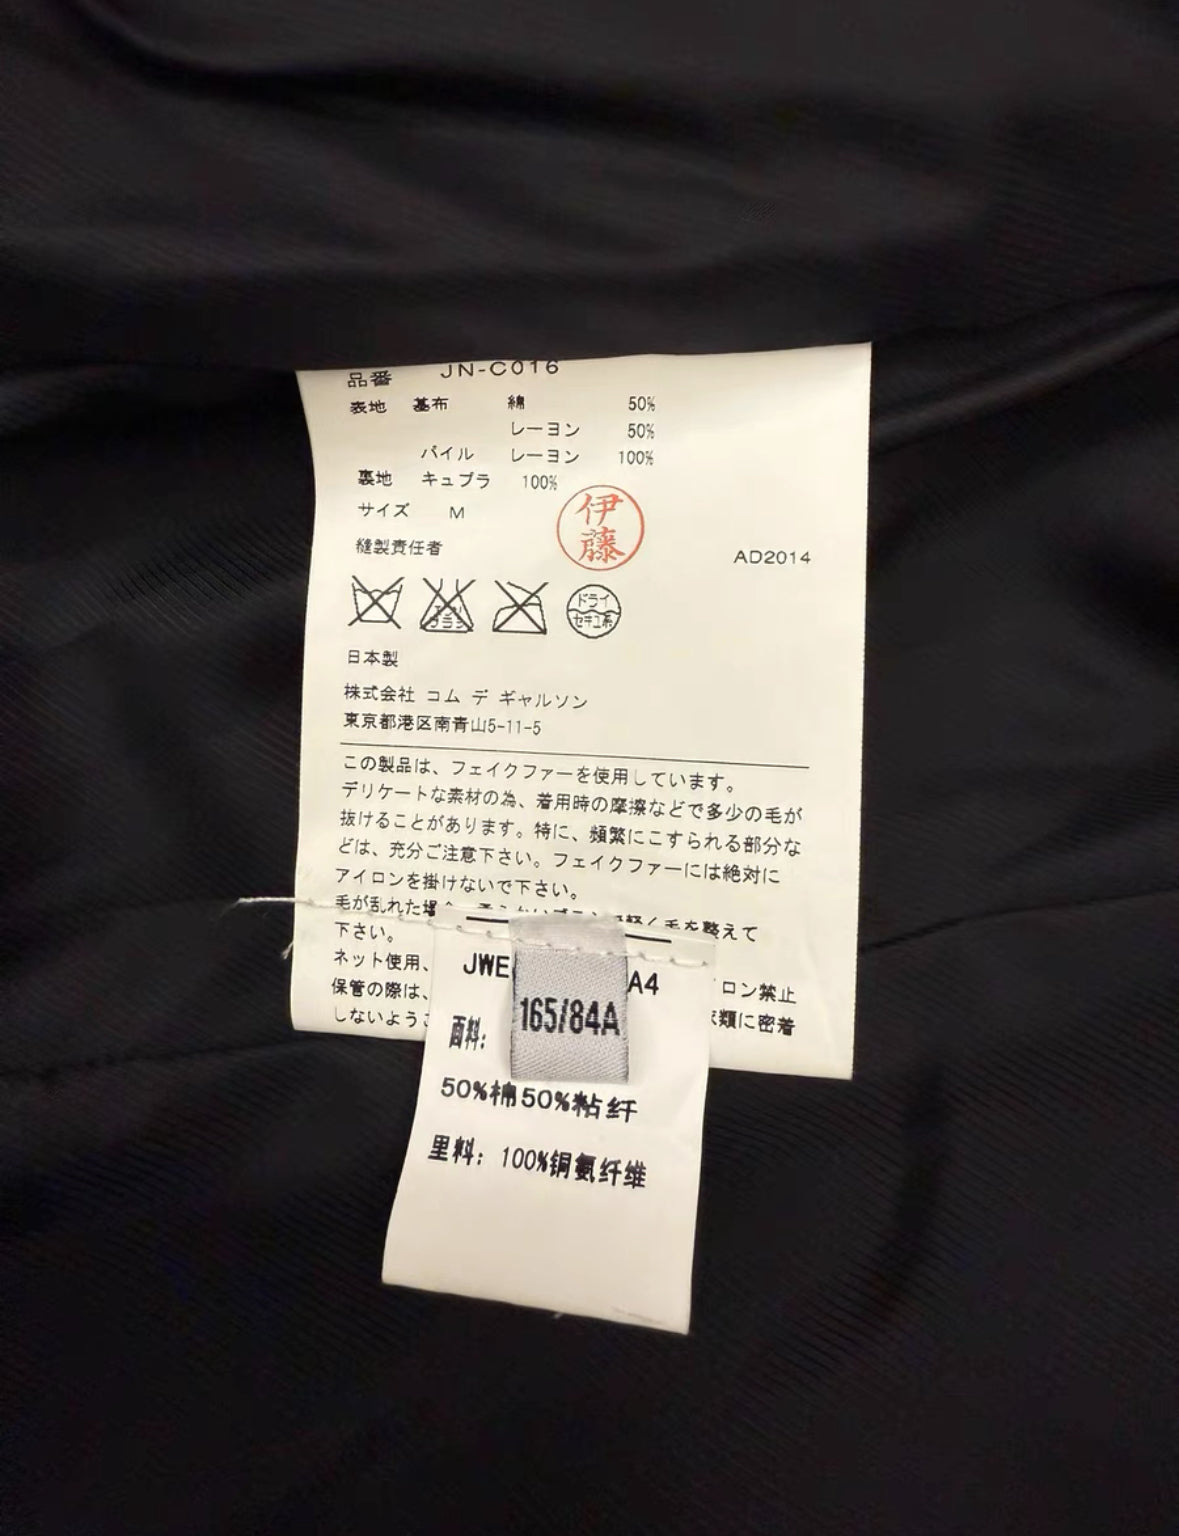 品番 JN-C016
表地 基布 綿 50%
レーヨン 50%
パイル レーヨン 100%
裏地 キュプラ 100%
サイズ M
伊藤
縫製責任者
AD2014
ドライ
セキユ系
日本製
株式会社 コム デ ギャルソン
東京都港区南青山5-11-5
この製品は、フェイクファーを使用しています。
デリケートな素材の為、着用時の摩擦などで多少の毛が
抜けることがあります。特に、頻繁にこすられる部分な
どは、充分ご注意下さい。フェイクファーには絶対に
アイロンを掛けないで下さい。
毛が乱れた場 毛を整えて
下さい。
ネット使用、 ロン禁止
保管の際は、 類に密着
しないよう
JWE A4
165/84A
面料:
50%棉50%粘纤
里料: 100%铜氨纤维